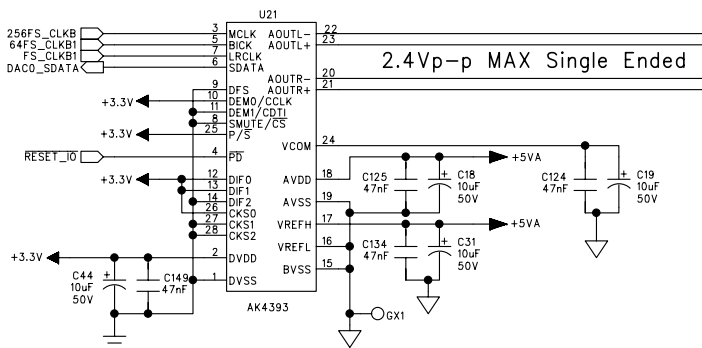 U21
256FS_CLKB 3 MCLK AOUTL- 22
64FS_CLKB1 5 BICK AOUTL+ 23
FS_CLKB1 7 LRCLK
DAC0_SDATA 6 SDATA
2.4Vp-p MAX Single Ended
AOUTR- 20
AOUTR+ 21
9 DFS
+3.3V 10 DEM0/CCLK
11 DEM1/CDTI
8 SMUTE/CS
+3.3V 25 P/S
VCOM 24
RESET_IO 4 PD
+5VA
+3.3V 12 DIF0
13 DIF1
14 DIF2
26 CKS0
27 CKS1
28 CKS2
AVDD 18
AVSS 19
VREFH 17
VREFL 16
BVSS 15
C125
47nF
C18
10uF
50V
C124
47nF
C19
10uF
50V
+5VA
C134
47nF
C31
10uF
50V
+3.3V 2 DVDD
1 DVSS
C44
10uF
50V
C149
47nF
AK4393
GX1